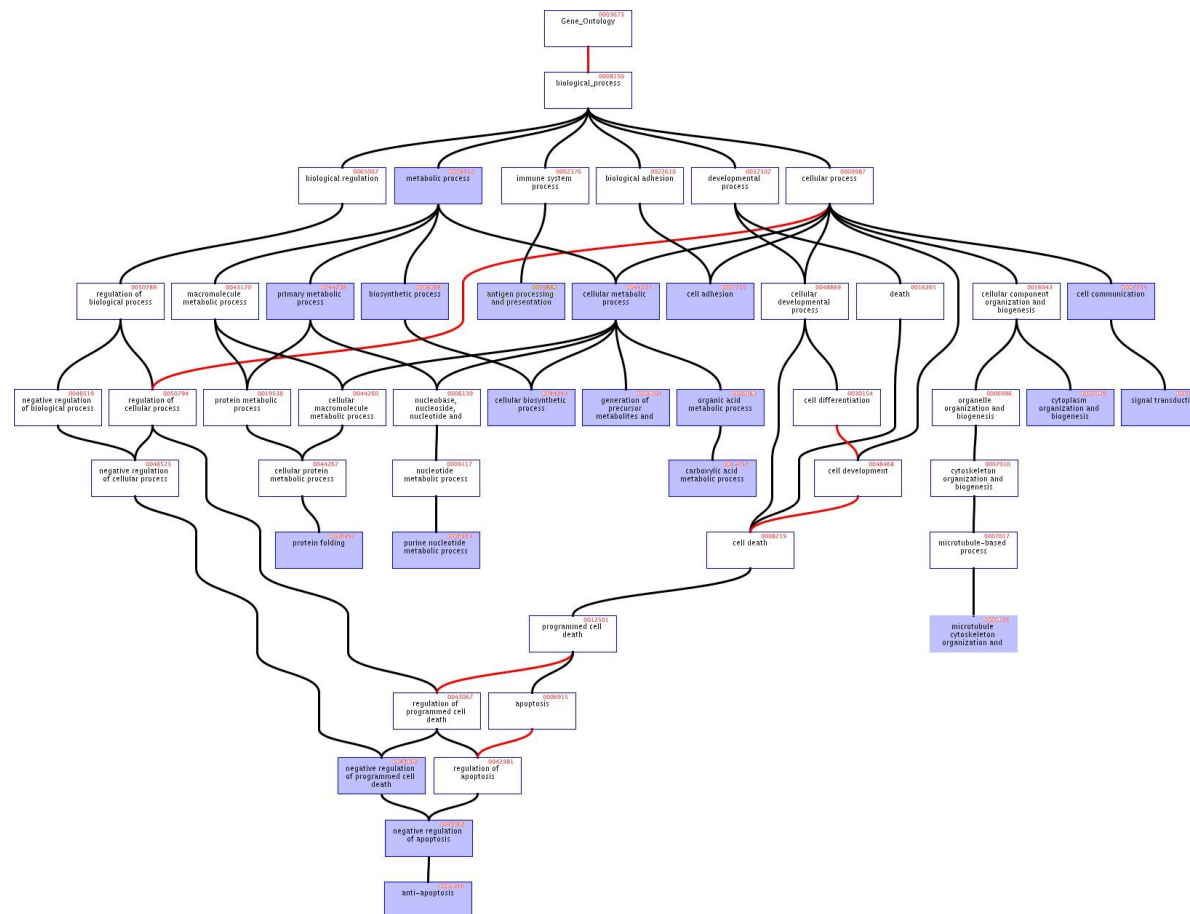 0003673
Gene_Ontology
0008150
biological_process
0065007
biological regulation
metabolic process
0002376
immune system
process
0022610
biological adhesion
0032502
developmental
process
0009987
cellular process
0050789
regulation of
biological process
0043170
macromolecule
metabolic process
0044238
primary metabolic
process
biosynthetic process
antigen processing
and presentation
0044237
cellular metabolic
process
cell adhesion
0048869
cellular
developmental
process
0016265
death
0016043
cellular component
organization and
biogenesis
cell communication
0048519
negative regulation
of biological process
0050794
regulation of
cellular process
0019538
protein metabolic
process
0044260
cellular
macromolecule
metabolic process
0006139
nucleobase,
nucleoside,
nucleotide and
cellular biosynthetic
process
generation of
precursor
metabolites and
organic acid
metabolic process
0030154
cell differentiation
0006996
organelle
organization and
biogenesis
cytoplasm
organization and
biogenesis
signal transducti
0048523
negative regulation
of cellular process
0044267
cellular protein
metabolic process
0009117
nucleotide
metabolic process
carboxylic acid
metabolic process
0048468
cell development
0007010
cytoskeleton
organization and
biogenesis
protein folding
purine nucleotide
metabolic process
0008219
cell death
0007017
microtubule-based
process
0012501
programmed cell
death
microtubule
cytoskeleton
organization and
0043067
regulation of
programmed cell
death
0006915
apoptosis
negative regulation
of programmed cell
death
0042981
regulation of
apoptosis
negative regulation
of apoptosis
anti-apoptosis